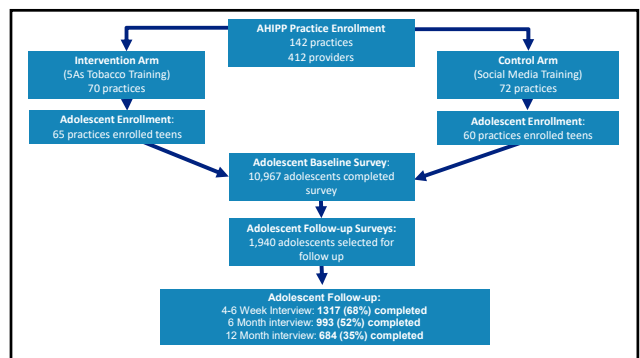 AHIPP Practice Enrollment
142 practices
412 providers
Intervention Arm
(5As Tobacco Training)
70 practices
Control Arm
(Social Media Training)
72 practices
Adolescent Enrollment:
65 practices enrolled teens
Adolescent Enrollment:
60 practices enrolled teens
Adolescent Baseline Survey:
10,967 adolescents completed
survey
Adolescent Follow-up Surveys:
1,940 adolescents selected for
follow up
Adolescent Follow-up:
4-6 Week Interview: 1317 (68%) completed
6 Month interview: 993 (52%) completed
12 Month interview: 684 (35%) completed